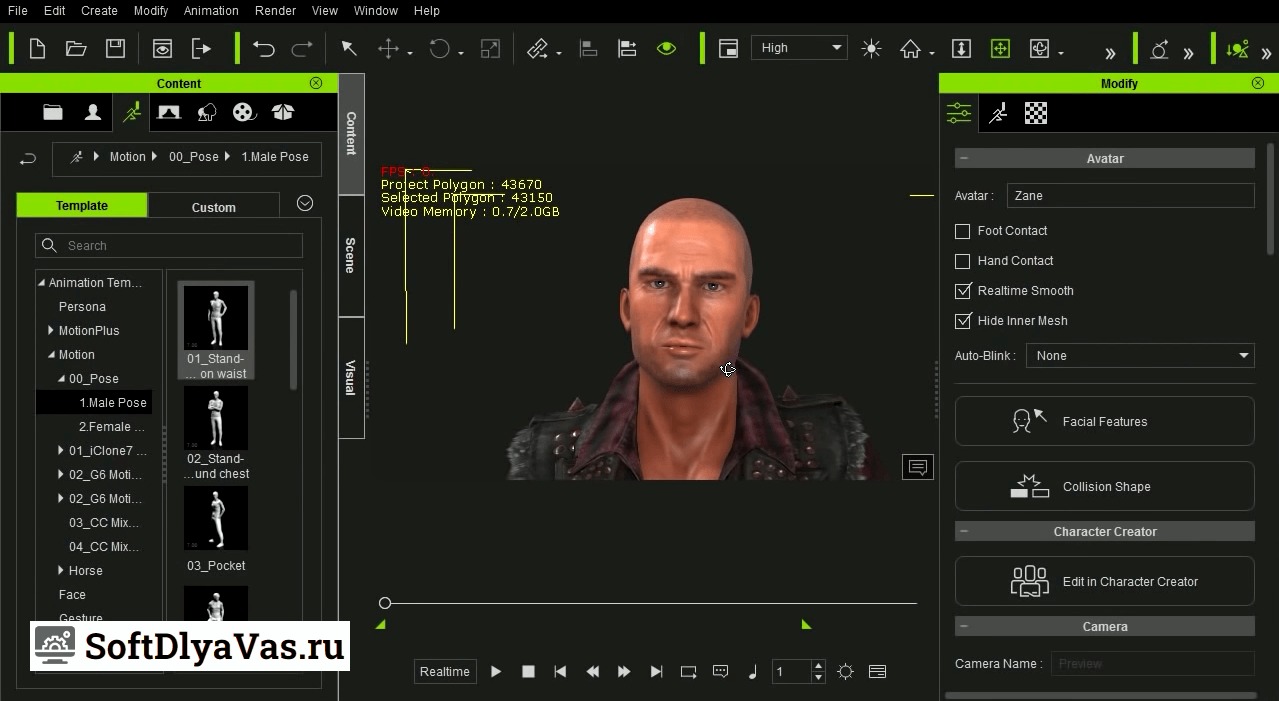 File Edit Create Modify Animation Render View Window Help
High
Content
Modify
Motion 00_Pose 1.Male Pose
Template
Custom
Search
Animation Tem...
Persona
MotionPlus
Motion
00_Pose
1.Male Pose
2.Female ...
01_iClone7 ...
02_G6 Moti...
02_G6 Moti...
03_CC Mix...
04_CC Mix...
Horse
Face
Gesture
01_Stand-
... on waist
02_Stand-
...und chest
03_Pocket
Content
Scene
Visual
FPS : 0
Project Polygon : 43670
Selected Polygon : 43150
Video Memory : 0.7/2.0GB
Avatar
Avatar : Zane
Foot Contact
Hand Contact
Realtime Smooth
Hide Inner Mesh
Auto-Blink : None
Facial Features
Collision Shape
Character Creator
Edit in Character Creator
Camera
Camera Name : Preview
Realtime
1
SoftDlyaVas.ru